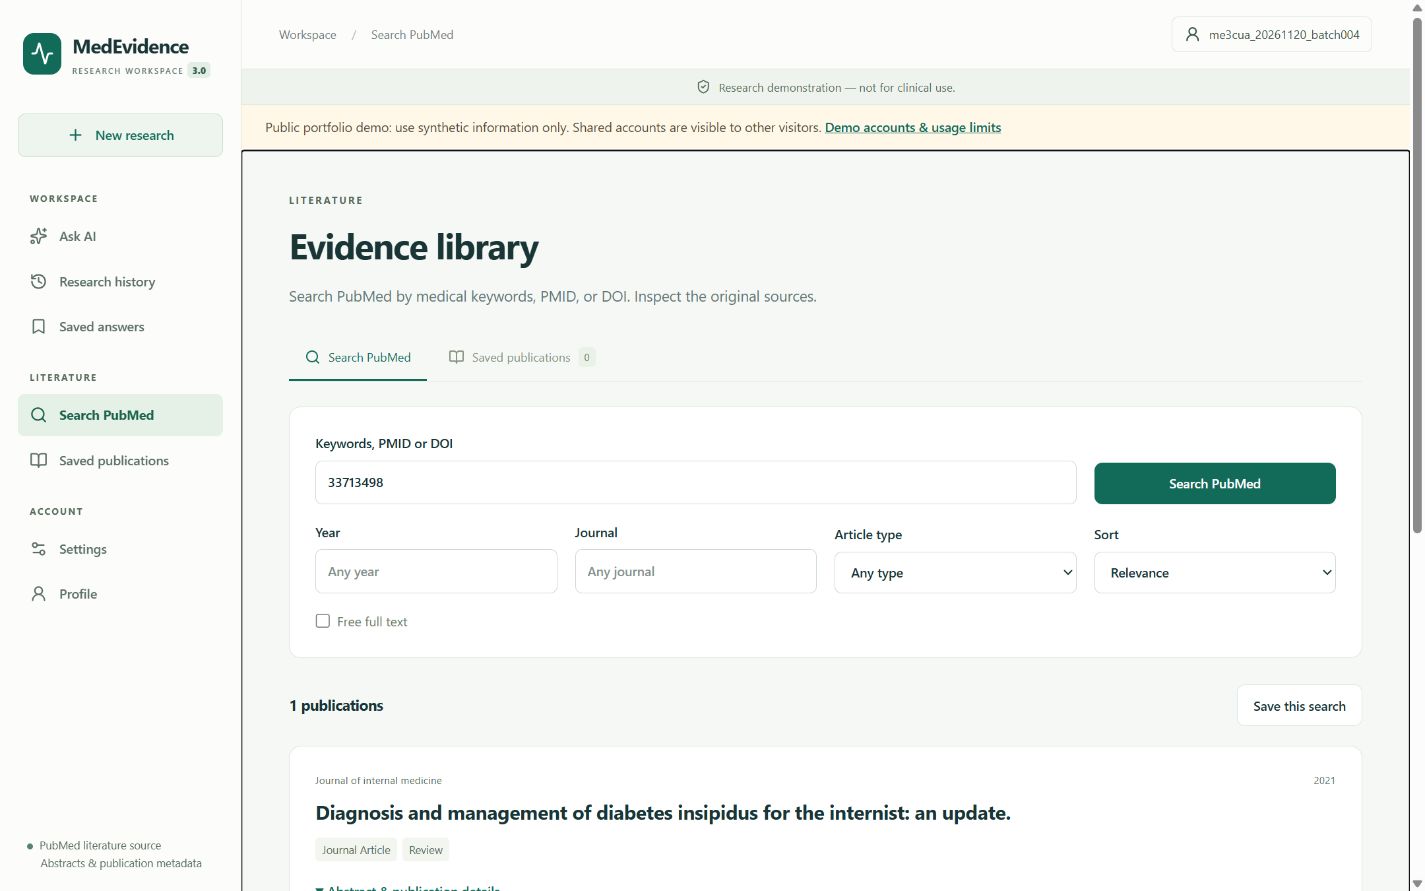 MedEvidence
RESEARCH WORKSPACE 3.0
New research
WORKSPACE
Ask AI
Research history
Saved answers
LITERATURE
Search PubMed
Saved publications
ACCOUNT
Settings
Profile
PubMed literature source
Abstracts & publication metadata
Workspace / Search PubMed
me3cua_20261120_batch004
Research demonstration — not for clinical use.
Public portfolio demo: use synthetic information only. Shared accounts are visible to other visitors. Demo accounts & usage limits
LITERATURE
Evidence library
Search PubMed by medical keywords, PMID, or DOI. Inspect the original sources.
Search PubMed Saved publications 0
Keywords, PMID or DOI
33713498 Search PubMed
Year Journal Article type Sort
Any year Any journal Any type Relevance
Free full text
1 publications Save this search
Journal of internal medicine 2021
Diagnosis and management of diabetes insipidus for the internist: an update.
Journal Article Review
Abstract & publication details